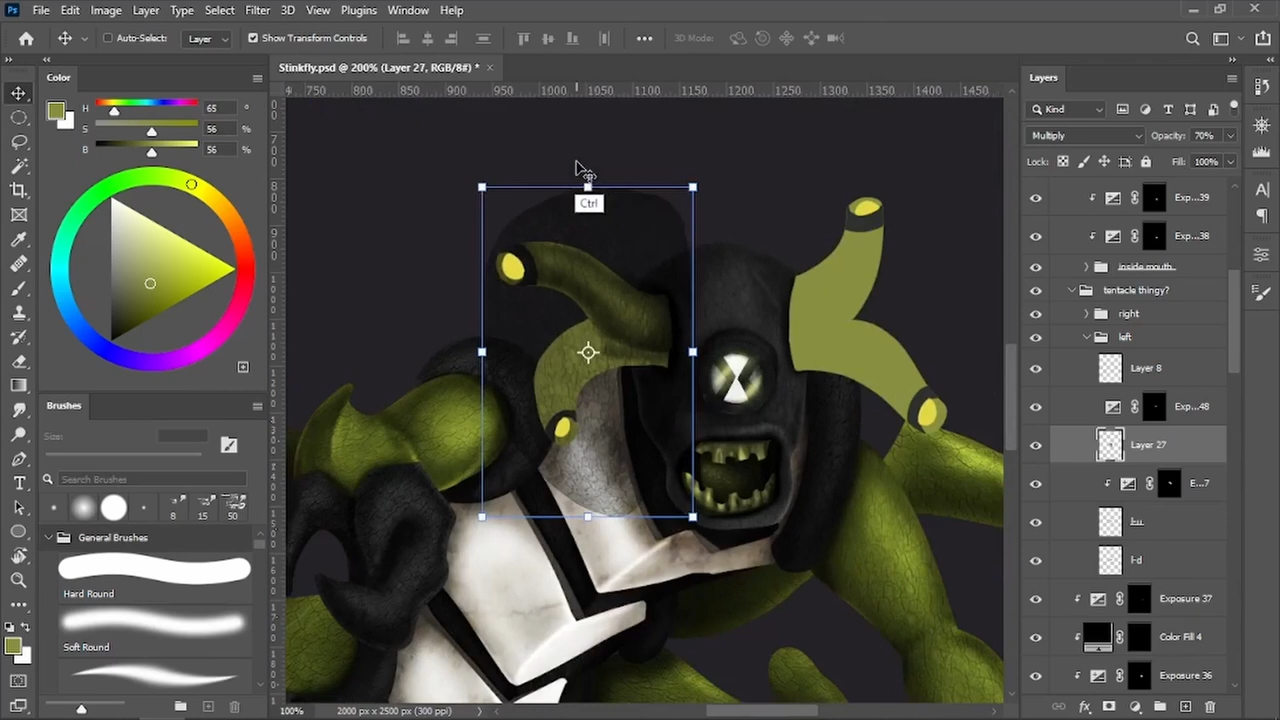 Ps File Edit Image Layer Type Select Filter 3D View Plugins Window Help
Auto-Select: Layer Show Transform Controls 3D Mode:
Stinkfly.psd @ 200% (Layer 27, RGB/8#) *
Color
H 65 °
S 56 %
B 56 %
Brushes
Size:
Search Brushes
8 15 50
General Brushes
Hard Round
Soft Round
750 800 850 900 950 1000 1050 1100 1150 1200 1250 1300 1350 1400 1450
Ctrl
100% 2000 px x 2500 px (300 ppi)
Layers
Kind
Multiply Opacity: 70%
Lock: Fill: 100%
Exp...39
Exp...38
inside mouth
tentacle thingy?
right
left
Layer 8
Exp...48
Layer 27
E...7
Exposure 37
Color Fill 4
Exposure 36